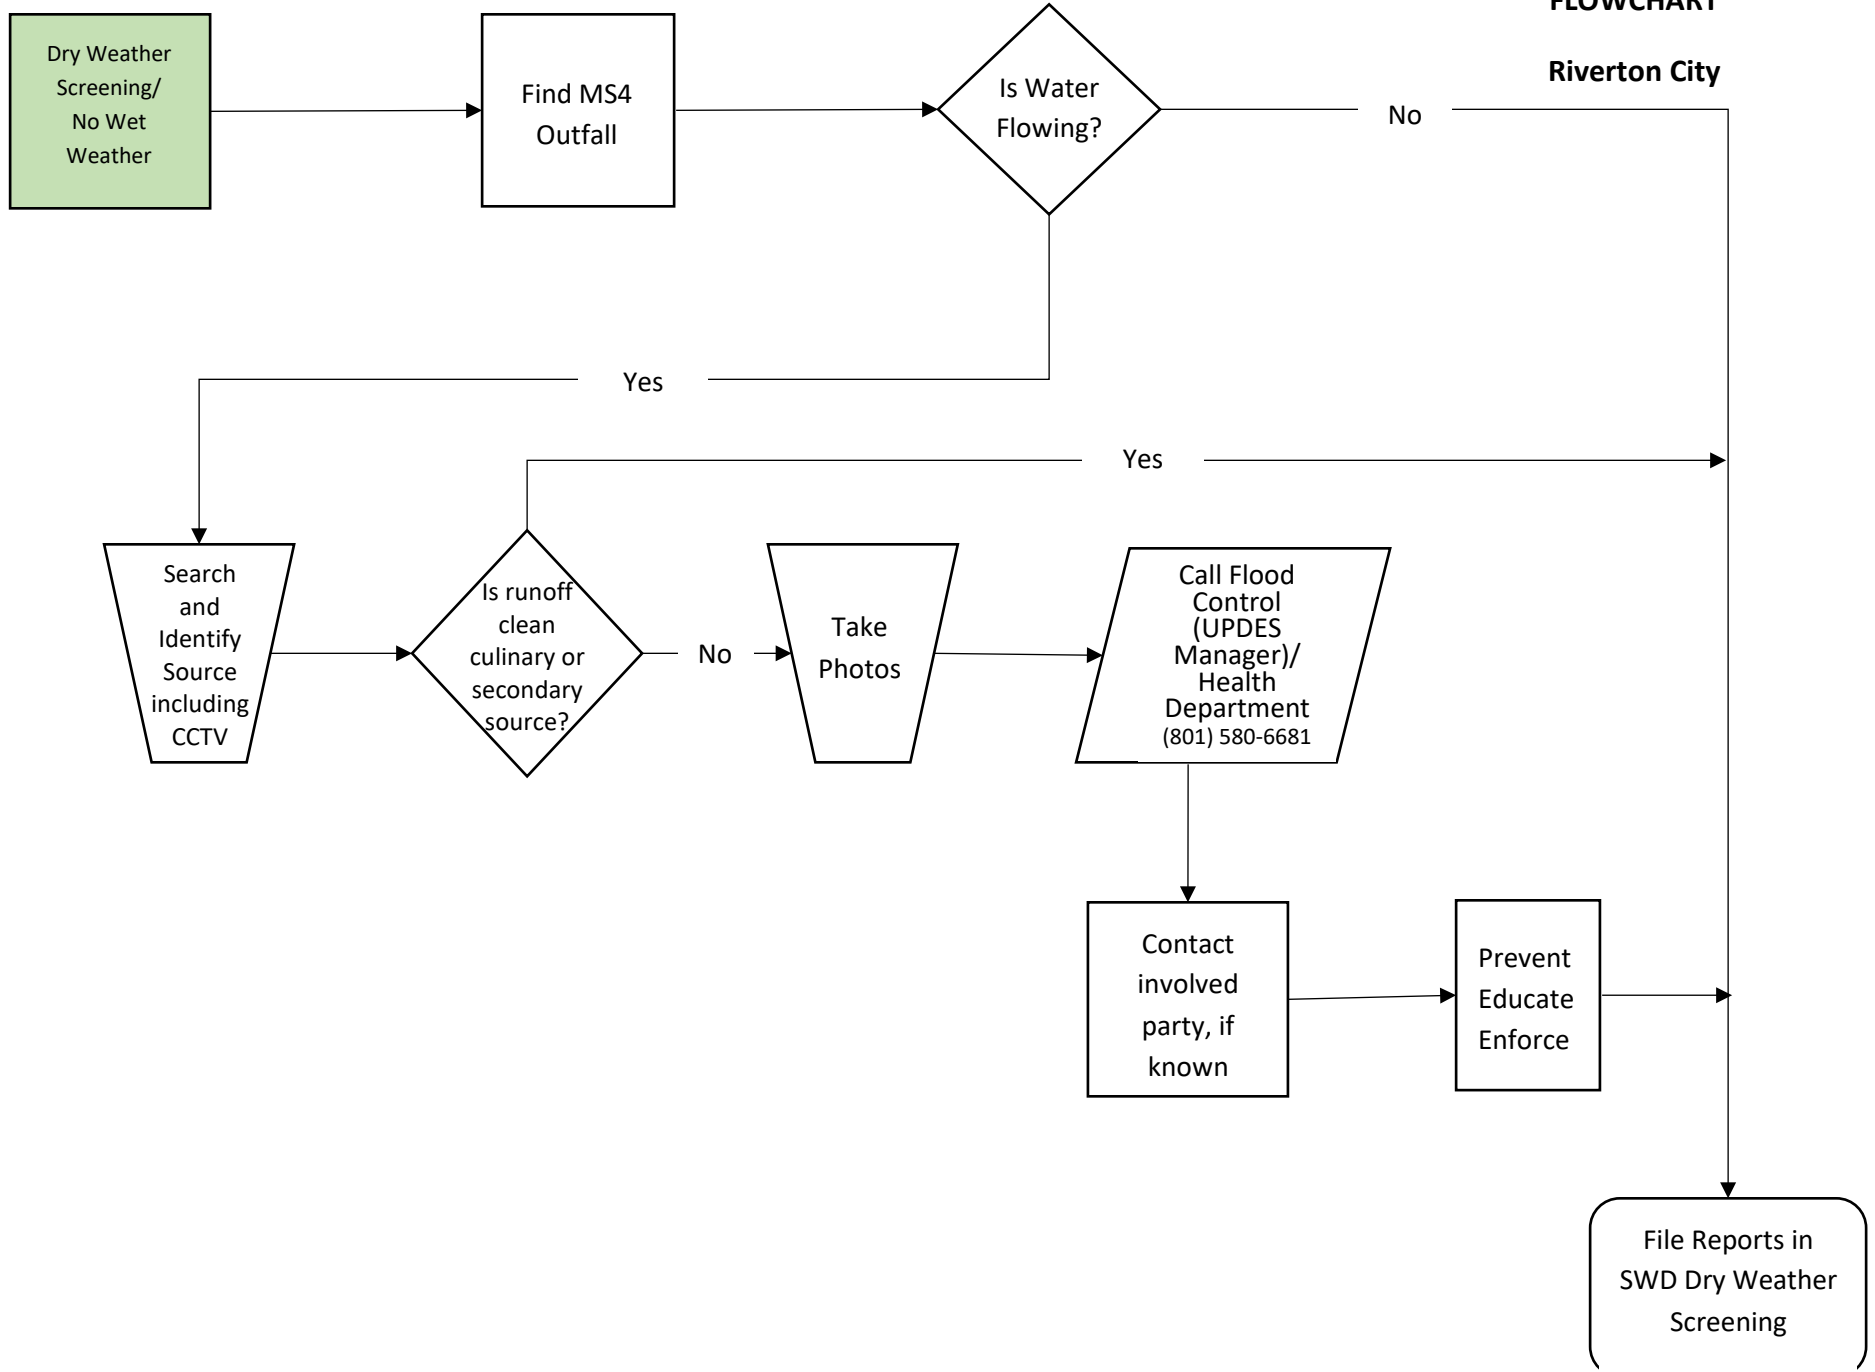 FLOWCHART
Riverton City
Dry Weather
Screening/
No Wet
Weather
Find MS4
Outfall
Is Water
Flowing?
No
Yes
Yes
Search
and
Identify
Source
including
CCTV
Is runoff
clean
culinary or
secondary
source?
No
Take
Photos
Call Flood
Control
(UPDES
Manager)/
Health
Department
(801) 580-6681
Contact
involved
party, if
known
Prevent
Educate
Enforce
File Reports in
SWD Dry Weather
Screening